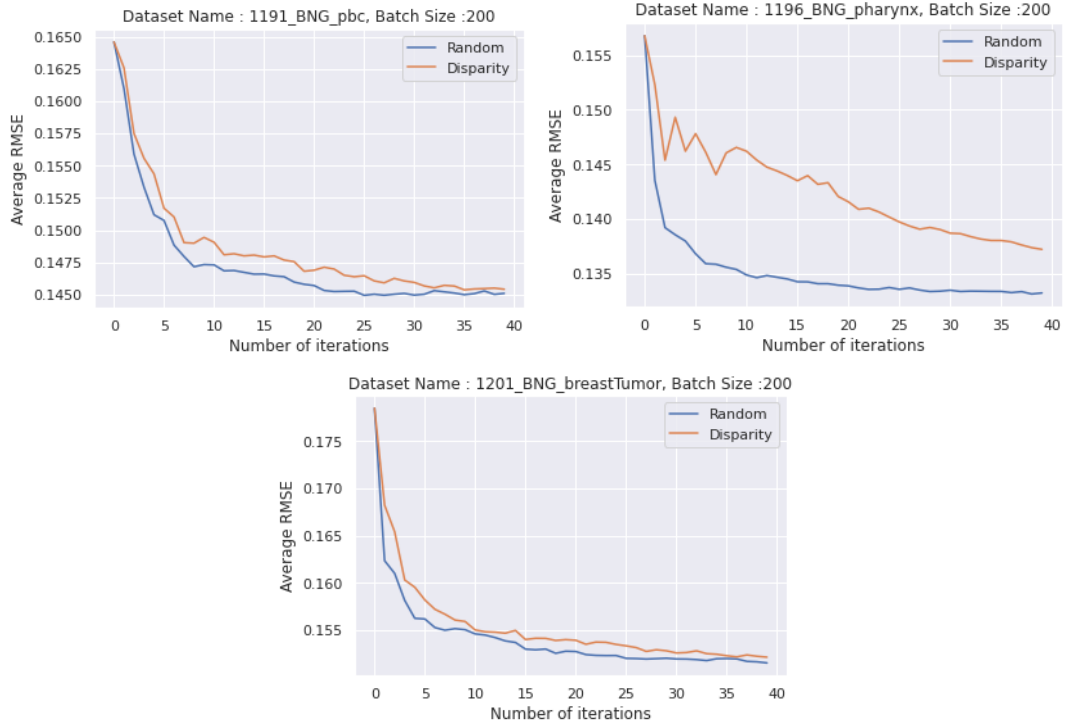 Dataset Name : 1191_BNG_pbc, Batch Size :200
Average RMSE
0.1650
0.1625
0.1600
0.1575
0.1550
0.1525
0.1500
0.1475
0.1450
Random
Disparity
0 5 10 15 20 25 30 35 40
Number of iterations
Dataset Name : 1196_BNG_pharynx, Batch Size :200
Average RMSE
0.155
0.150
0.145
0.140
0.135
Random
Disparity
0 5 10 15 20 25 30 35 40
Number of iterations
Dataset Name : 1201_BNG_breastTumor, Batch Size :200
Average RMSE
0.175
0.170
0.165
0.160
0.155
Random
Disparity
0 5 10 15 20 25 30 35 40
Number of iterations